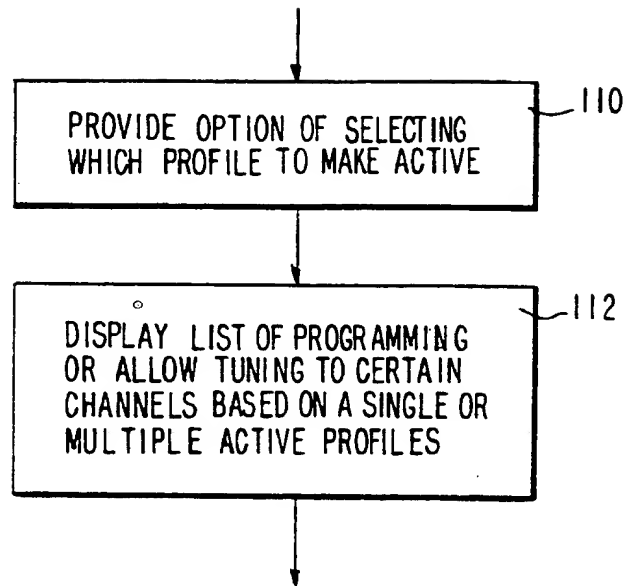 PROVIDE OPTION OF SELECTING
WHICH PROFILE TO MAKE ACTIVE
110
DISPLAY LIST OF PROGRAMMING
OR ALLOW TUNING TO CERTAIN
CHANNELS BASED ON A SINGLE OR
MULTIPLE ACTIVE PROFILES
112